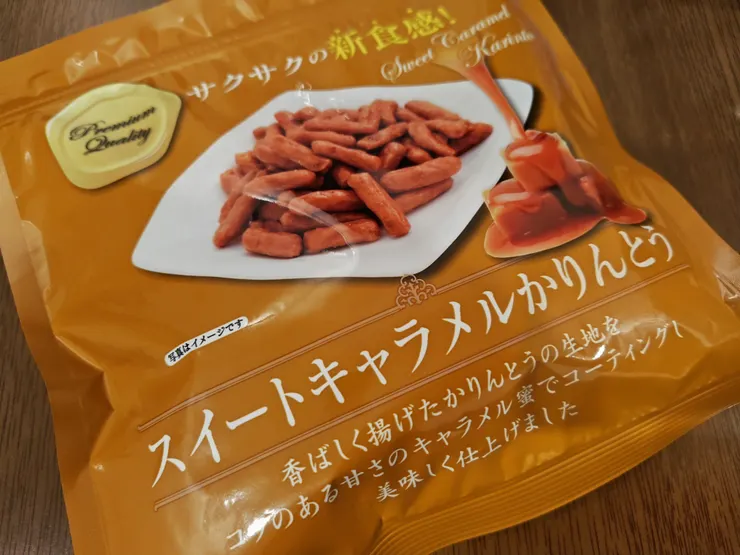 サクサクの新食感!
Sweet Caramel
Karinto
Premium
Quality
写真はイメージです
スイートキャラメルかりんとう
香ばしく揚げたかりんとうの生地を
コクのある甘さのキャラメル蜜でコーティングし
美味しく仕上げました